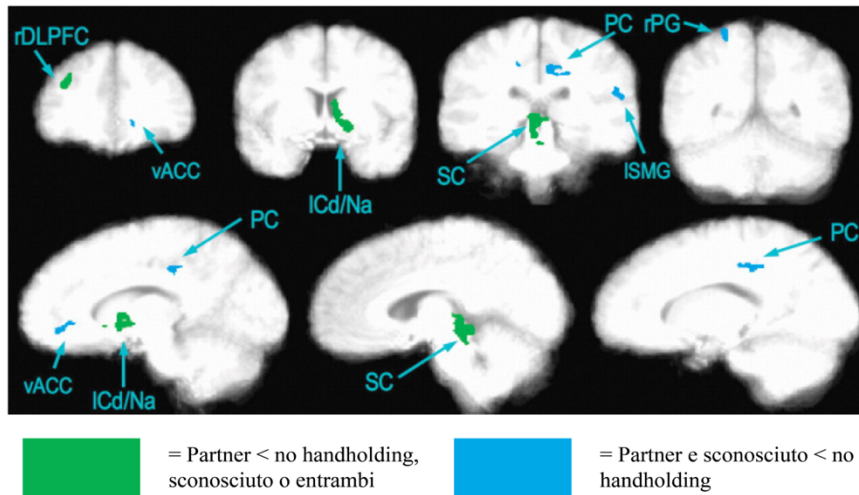 rDLPFC
vACC
lCd/Na
PC
rPG
SC
lSMG
PC
vACC
lCd/Na
SC
PC
= Partner < no handholding,
sconosciuto o entrambi
= Partner e sconosciuto < no
handholding